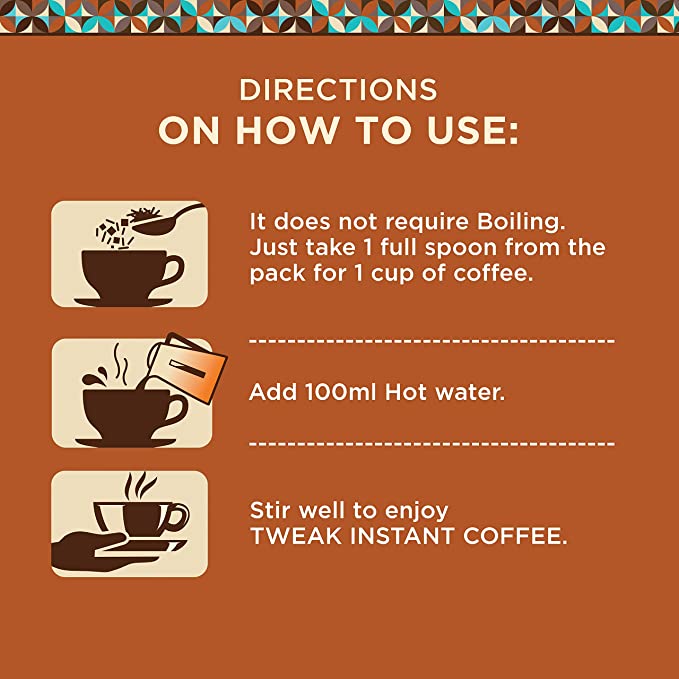 DIRECTIONS
ON HOW TO USE:
It does not require Boiling.
Just take 1 full spoon from the
pack for 1 cup of coffee.
Add 100ml Hot water.
Stir well to enjoy
TWEAK INSTANT COFFEE.